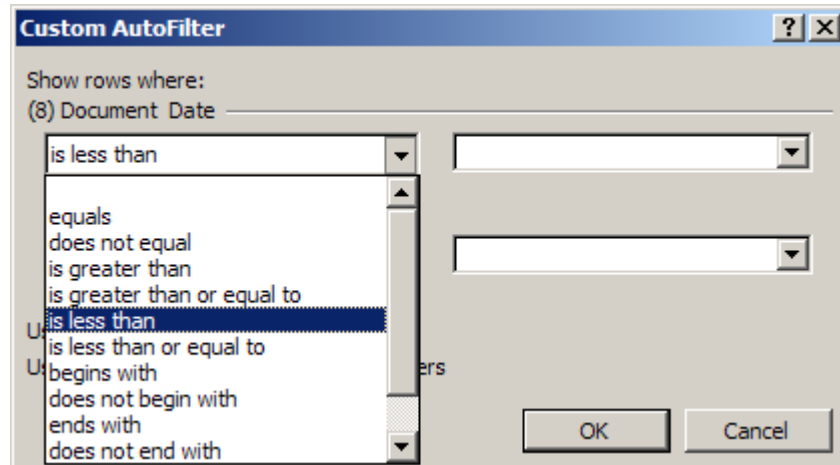 Custom AutoFilter
?
Show rows where:
(8) Document Date
is less than
equals
does not equal
is greater than
is greater than or equal to
is less than
is less than or equal to
begins with
does not begin with
ends with
does not end with
OK
Cancel